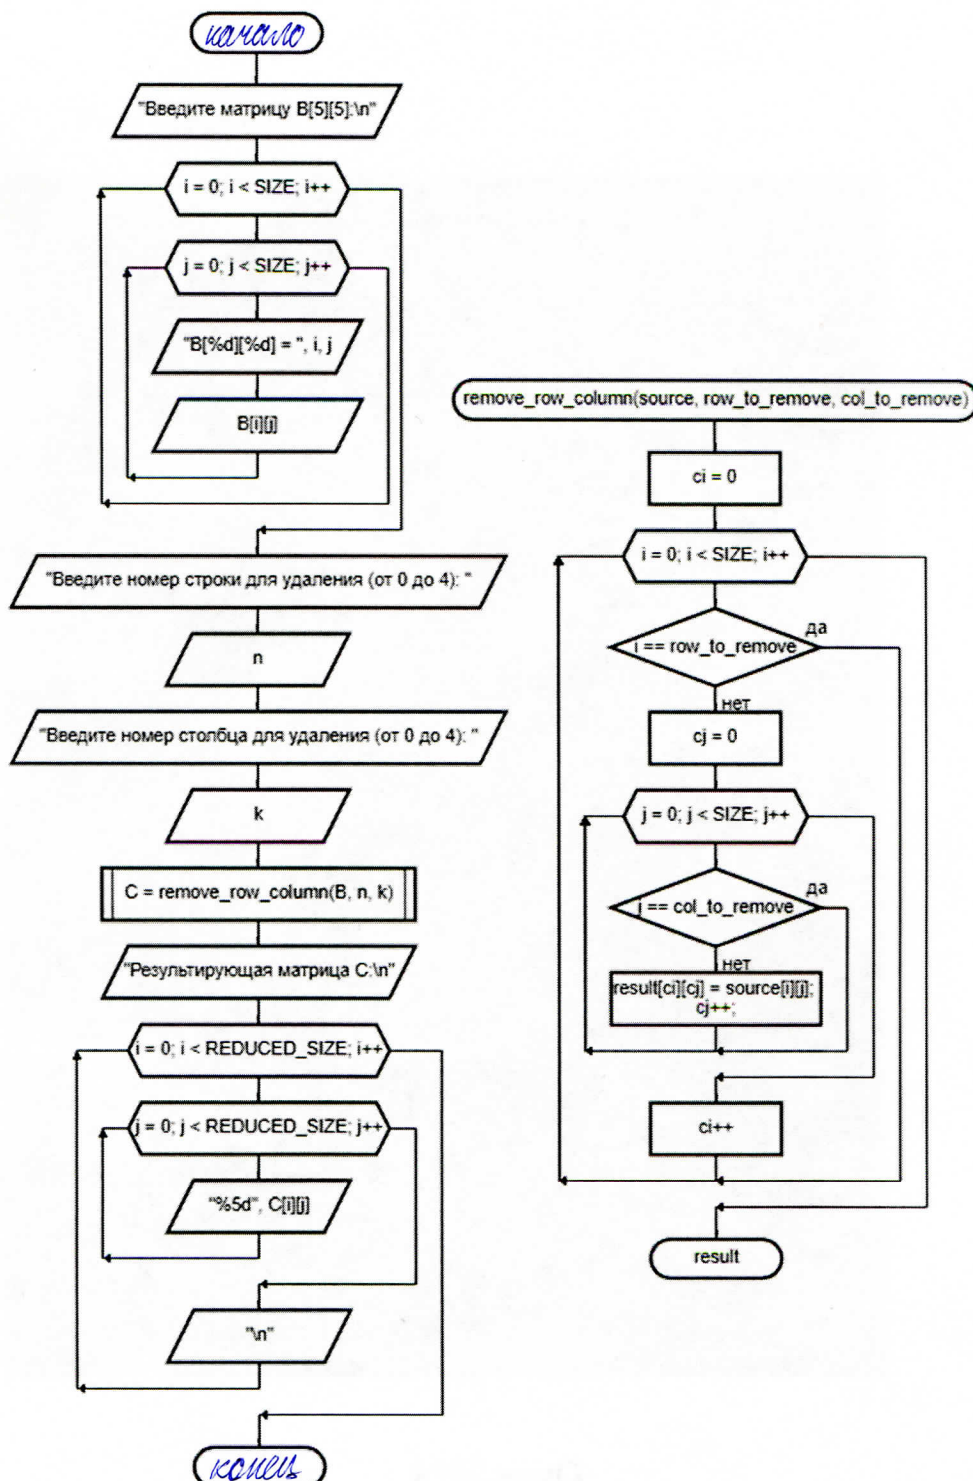 начало
"Введите матрицу B[5][5]:\n"
i = 0; i < SIZE; i++
j = 0; j < SIZE; j++
"B[%d][%d] = ", i, j
B[i][j]
"Введите номер строки для удаления (от 0 до 4): "
n
"Введите номер столбца для удаления (от 0 до 4): "
k
C = remove_row_column(B, n, k)
"Результирующая матрица C:\n"
i = 0; i < REDUCED_SIZE; i++
j = 0; j < REDUCED_SIZE; j++
"%5d", C[i][j]
"\n"
конец
remove_row_column(source, row_to_remove, col_to_remove)
ci = 0
i = 0; i < SIZE; i++
да
i == row_to_remove
нет
cj = 0
j = 0; j < SIZE; j++
да
j == col_to_remove
нет
result[ci][cj] = source[i][j];
cj++;
ci++
result